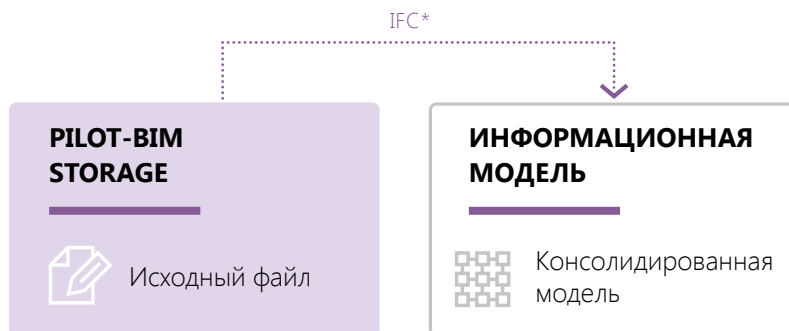 IFC*
PILOT-BIM
STORAGE
Исходный файл
ИНФОРМАЦИОННАЯ
МОДЕЛЬ
Консолидированная
модель